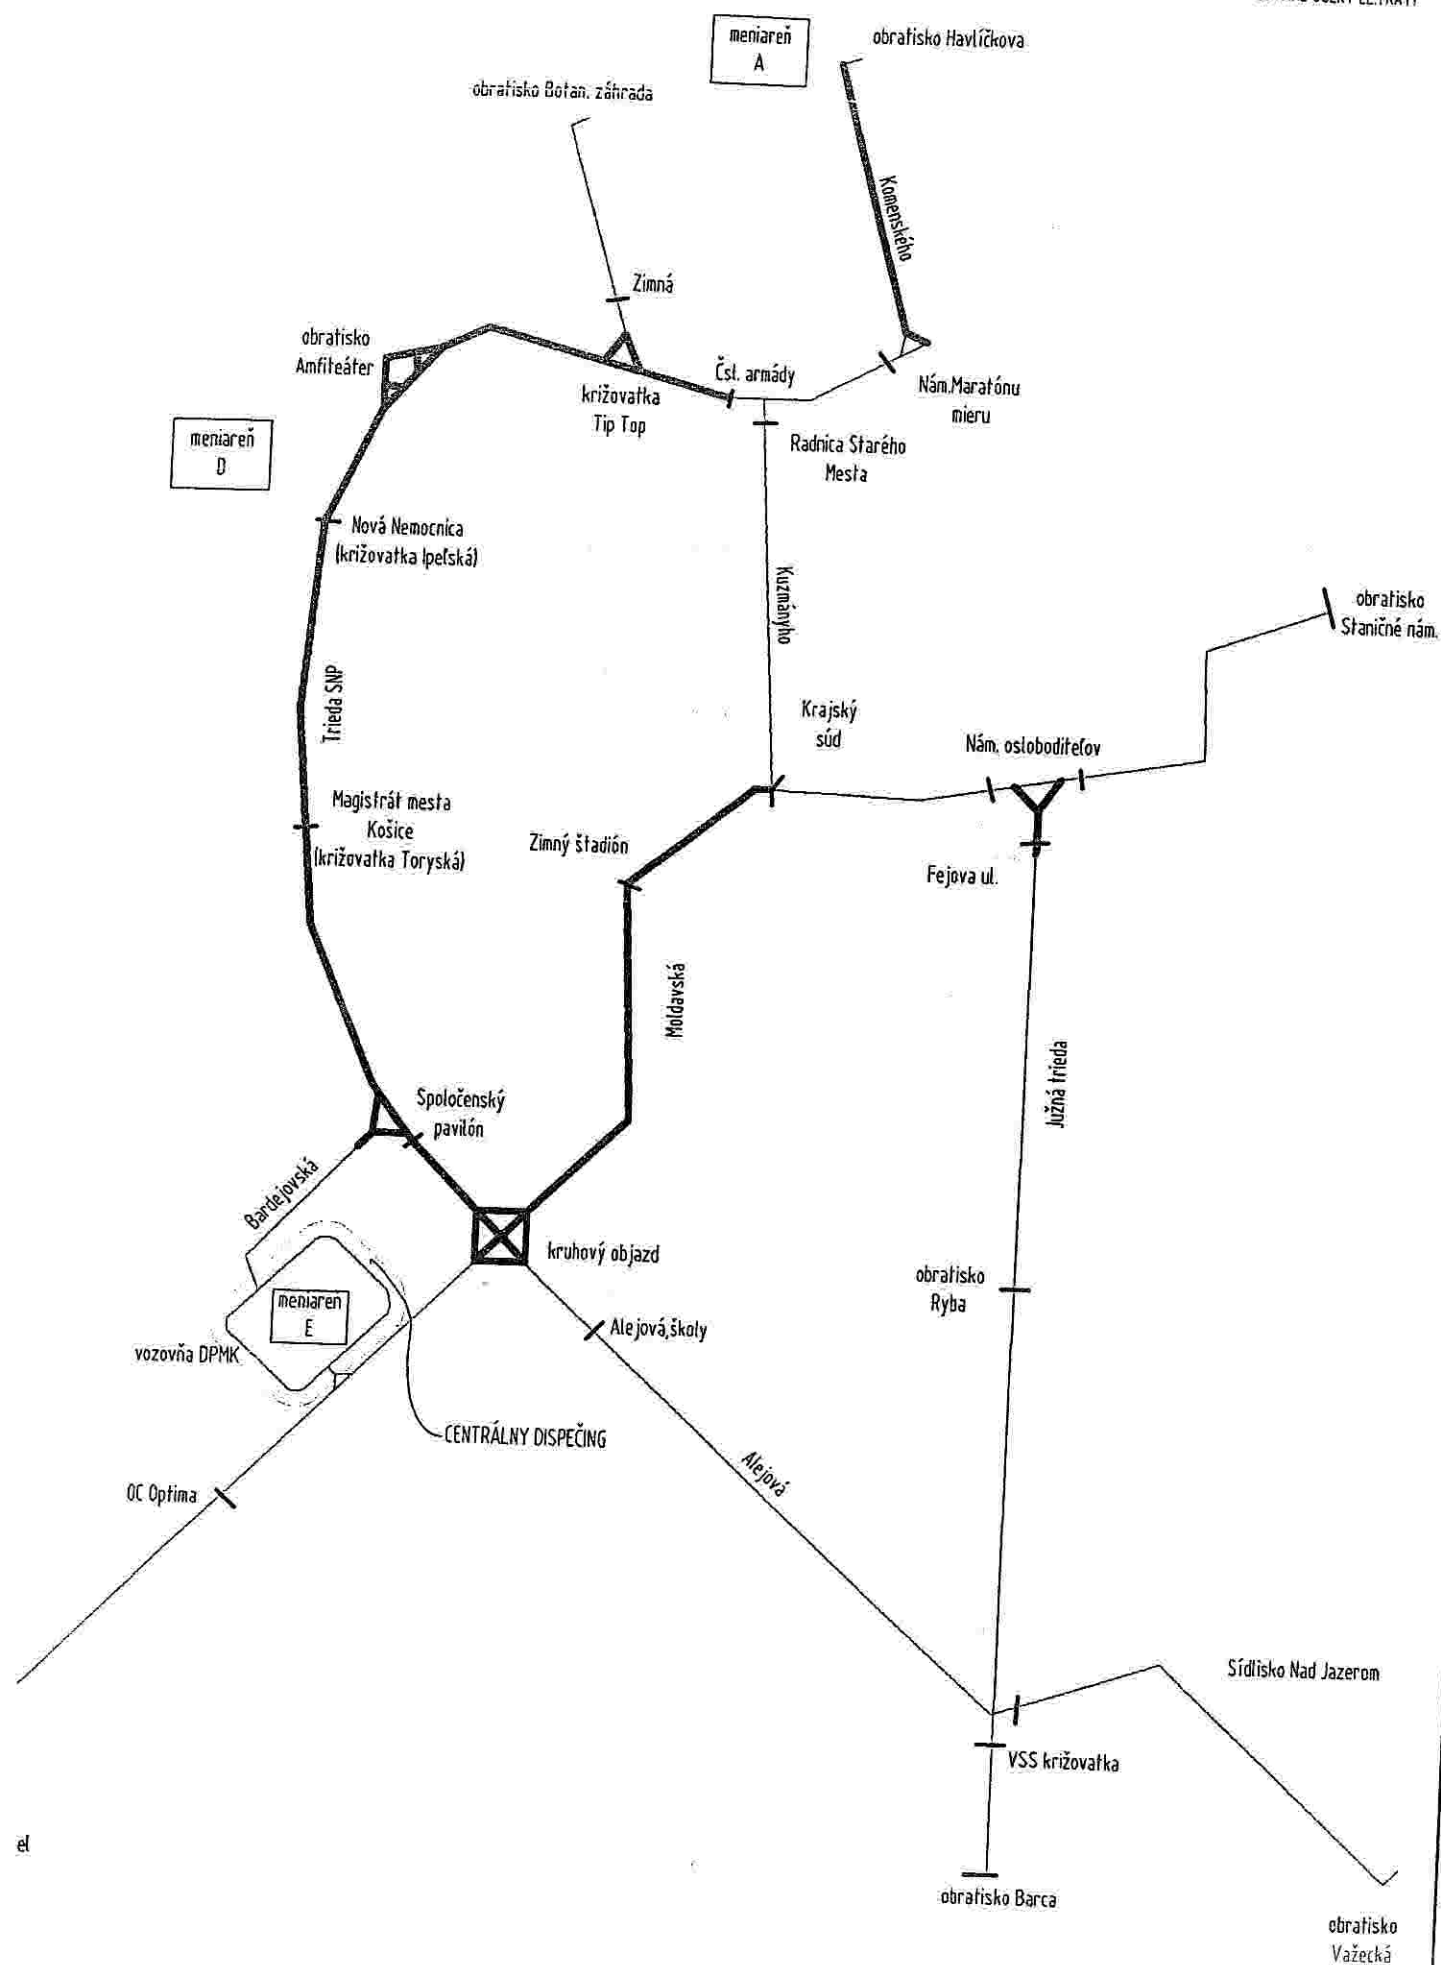 meniareň
A
obratisko Havlíčkova
obratisko Botan. záhrada
Komenského
Zimná
obratisko
Amfiteáter
križovatka
Tip Top
Čsl. armády
Nám.Maratónu
mieru
Radnica Starého
Mesta
meniareň
D
Nová Nemocnica
(križovatka Ipeľská)
Kuzmányho
obratisko
Staničné nám.
Trieda SNP
Krajský
súd
Nám. osloboditeľov
Magistrát mesta
Košice
(križovatka Toryská)
Zimný štadión
Fejova ul.
Moldavská
Južná trieda
Spoločenský
pavilón
Bardejovská
kruhový objazd
obratisko
Ryba
meniareň
E
Alejová,školy
vozovňa DPMK
CENTRÁLNY DISPEČING
Alejová
OC Optima
Sídlisko Nad Jazerom
VSS križovatka
el
obratisko Barca
obratisko
Važecká